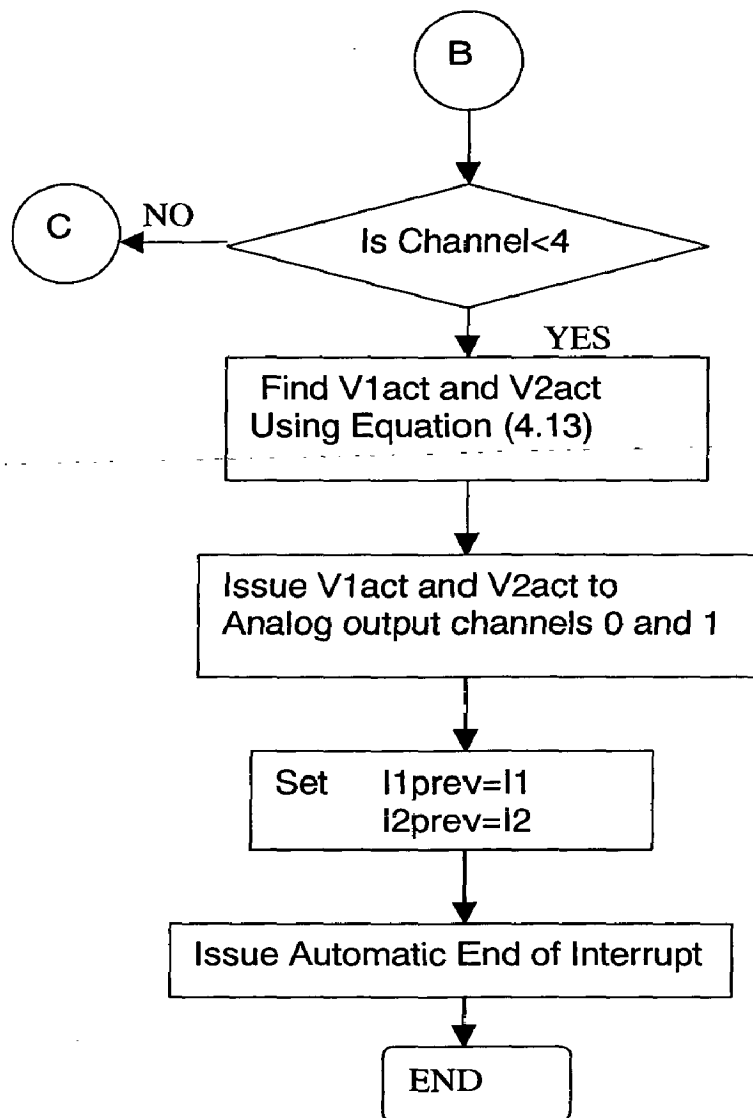 B
C
NO
Is Channel<4
YES
Find V1act and V2act
Using Equation (4.13)
Issue V1act and V2act to
Analog output channels 0 and 1
Set I1prev=I1
I2prev=I2
Issue Automatic End of Interrupt
END